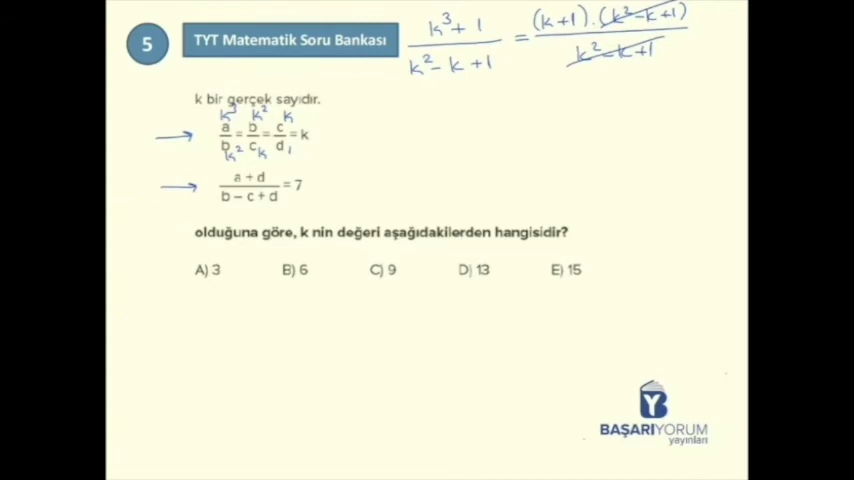 5
TYT Matematik Soru Bankası
k³ + 1 / k² - k + 1 = (k+1) . (k² - k + 1) / k² - k + 1
k bir gerçek sayıdır.
k³ k² k
a/b = b/c = c/d = k
k² k 1
a + d / b – c + d = 7
olduğuna göre, k nin değeri aşağıdakilerden hangisidir?
A) 3 B) 6 C) 9 D) 13 E) 15
BAŞARIYORUM
yayınları